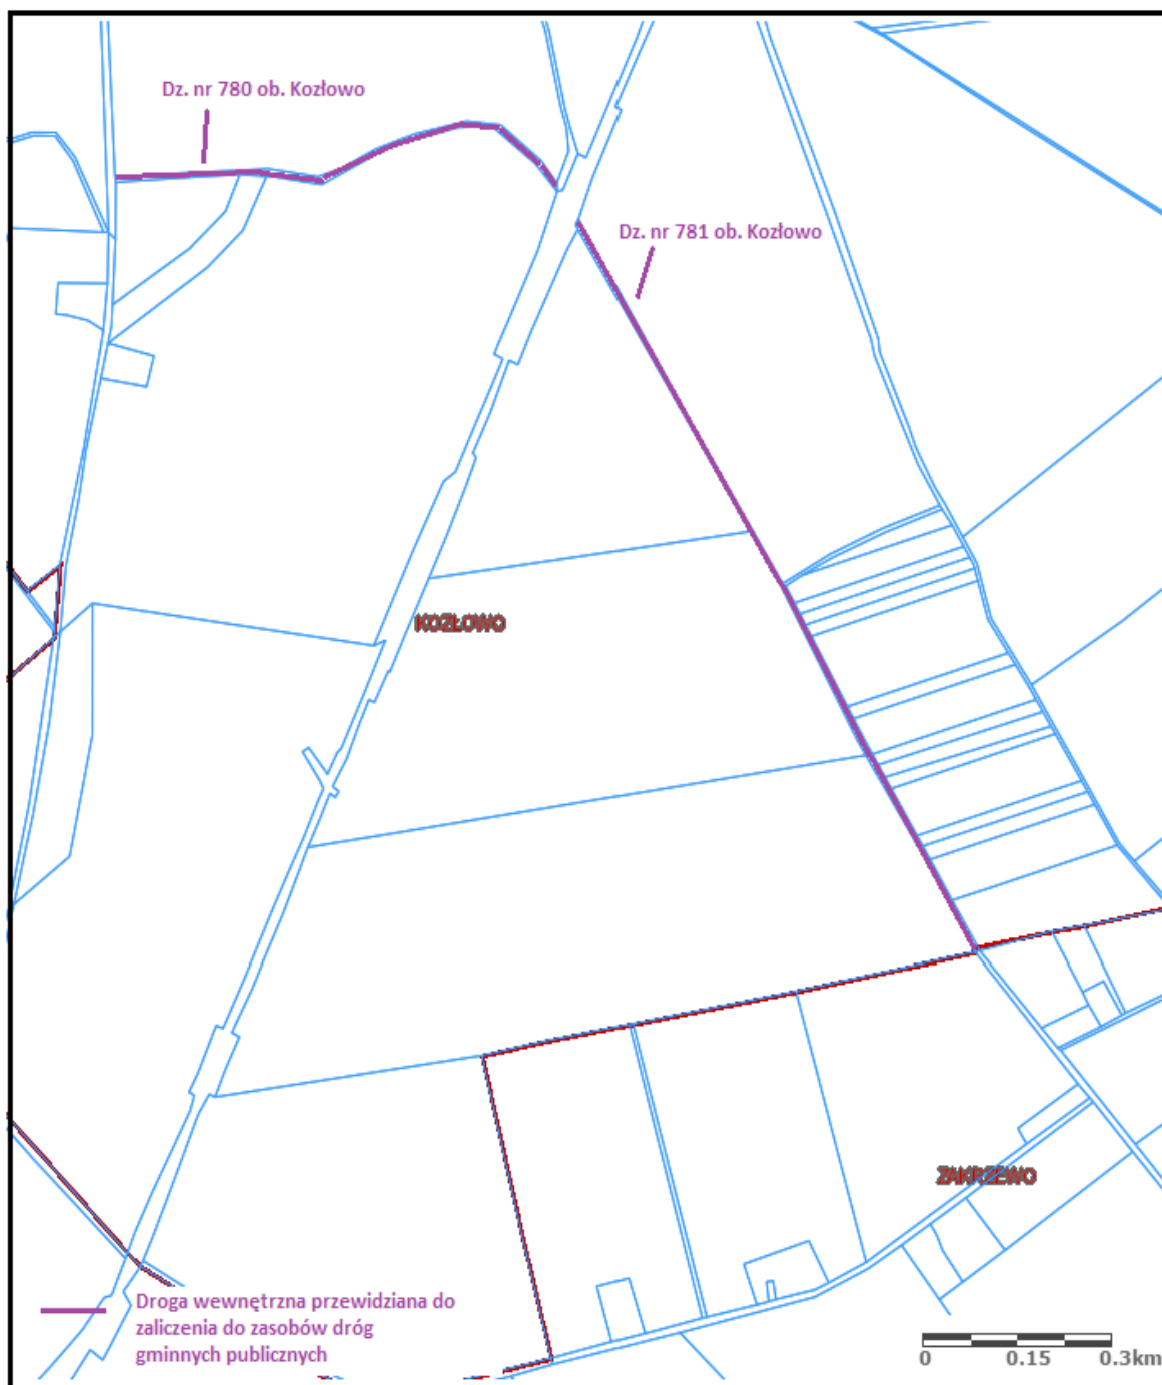 Dz. nr 780 ob. Kozłowo
Dz. nr 781 ob. Kozłowo
KOZŁOWO
ZAKRZEWO
Droga wewnętrzna przewidziana do
zaliczenia do zasobów dróg
gminnych publicznych
0 0.15 0.3km